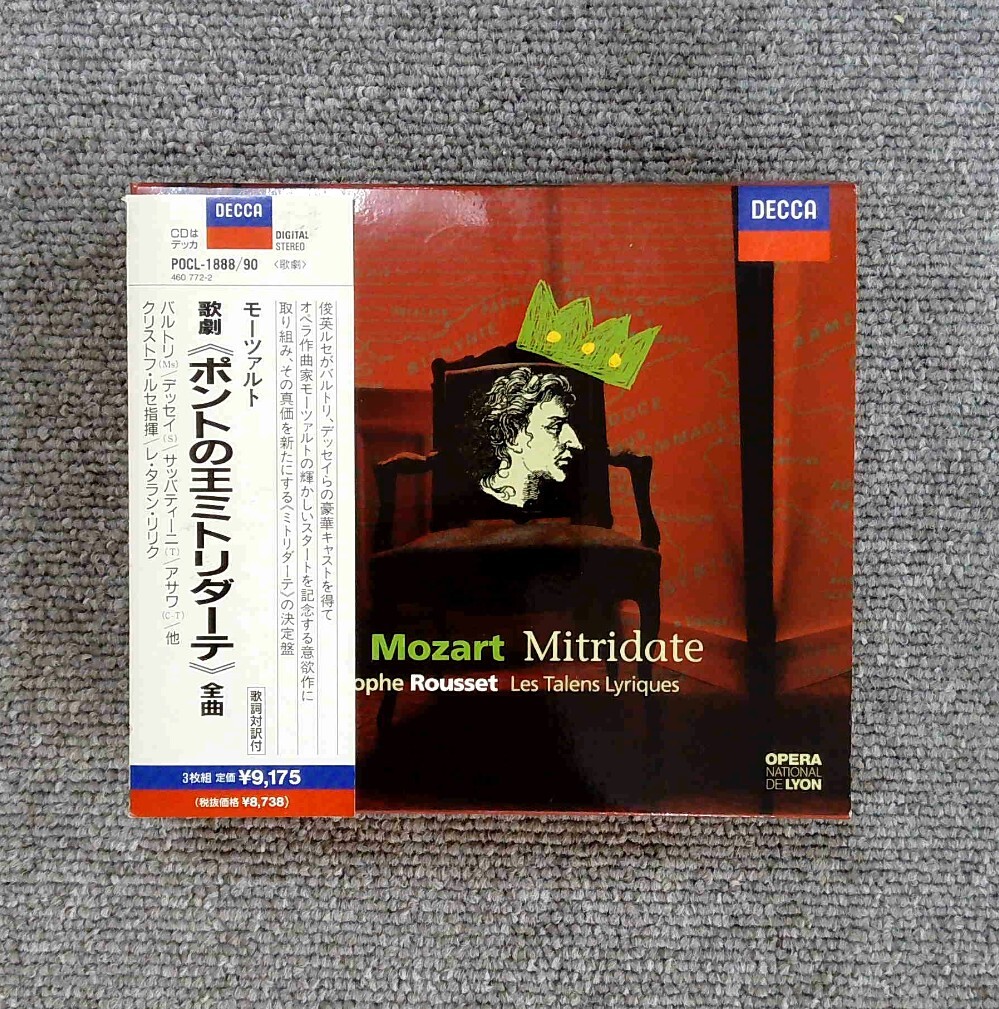 DECCA
CDは
デッカ
DIGITAL
STEREO
POCL-1888/90 〈歌劇〉
460 772-2
俊英ルセがバルトリ、デッセイらの豪華キャストを得て
オペラ作曲家モーツァルトの輝かしいスタートを記念する意欲作に
取り組み、その真価を新たにする〈ミトリダーテ〉の決定盤
モーツァルト
歌劇《ポントの王ミトリダーテ》全曲
歌詞対訳付
バルトリ(Ms)/デッセイ(S)/サッバティーニ(T)/アサワ(C-T)/他
クリストフ・ルセ指揮/レ・タラン・リリク
3枚組 定価 ¥9,175
(税抜価格 ¥8,738)
DECCA
Mozart Mitridate
ophe Rousset Les Talens Lyriques
OPERA
NATIONAL
DE LYON